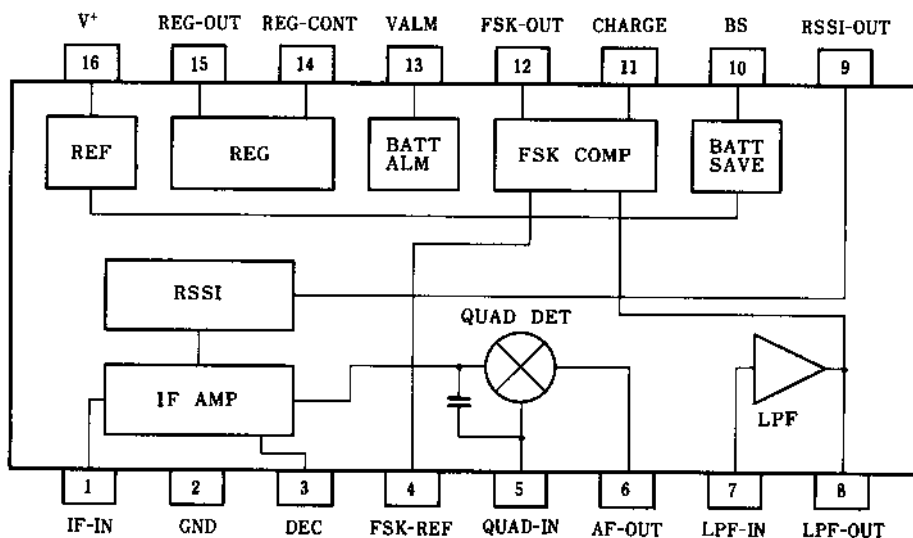 V+ REG-OUT REG-CONT VALM FSK-OUT CHARGE BS RSSI-OUT
16 15 14 13 12 11 10 9
REF REG BATT ALM FSK COMP BATT SAVE
RSSI
QUAD DET
IF AMP
LPF
1 2 3 4 5 6 7 8
IF-IN GND DEC FSK-REF QUAD-IN AF-OUT LPF-IN LPF-OUT